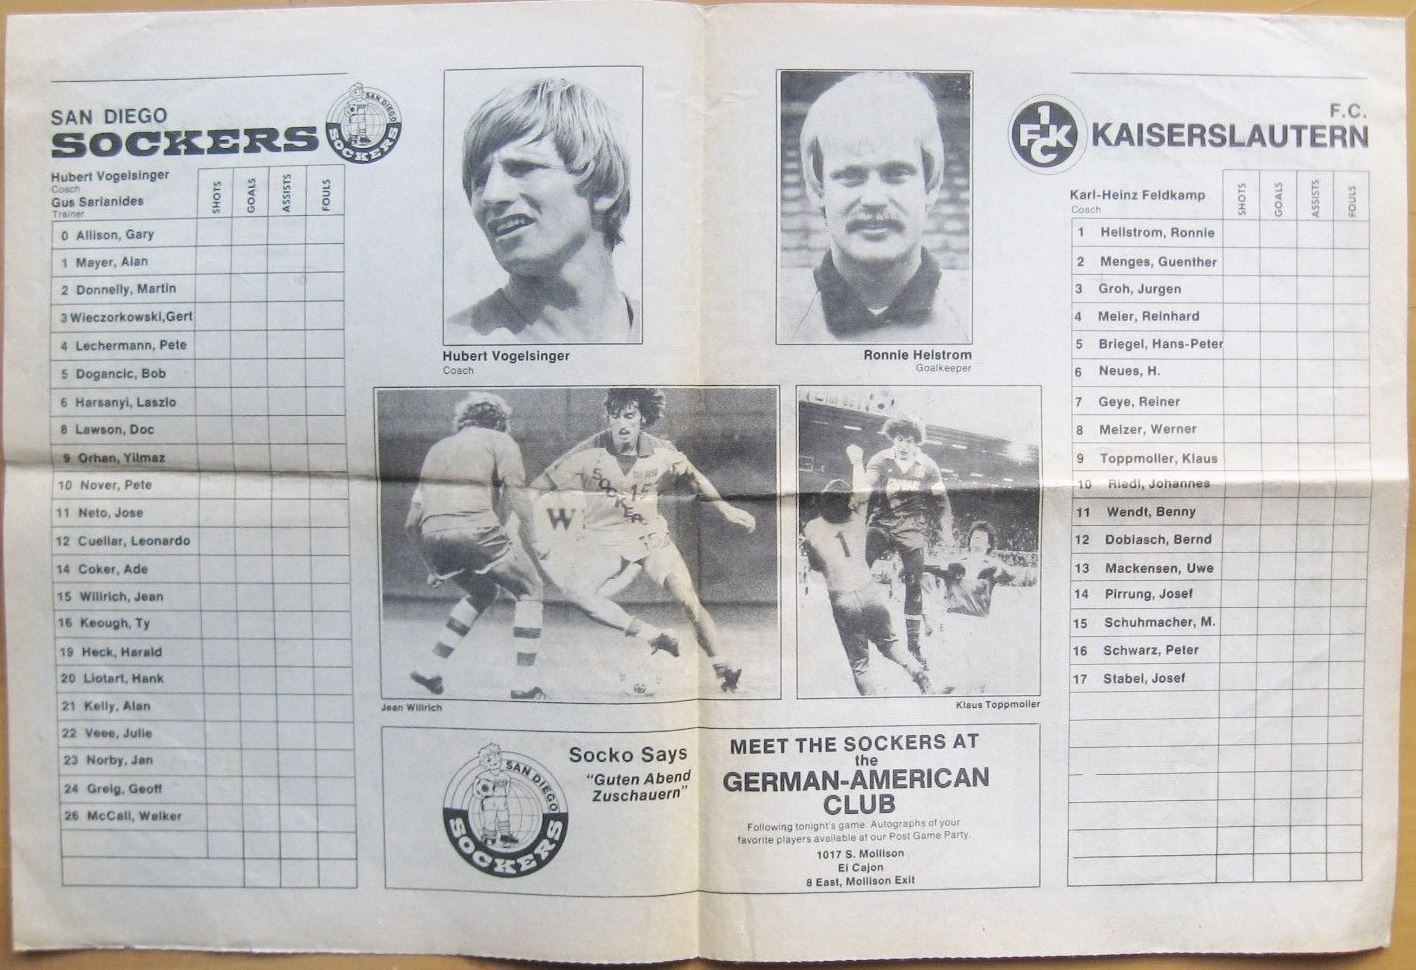 SAN DIEGO
SOCKERS
SAN DIEGO
SOCKERS
Hubert Vogelsinger
Coach
Gus Sarianides
Trainer
SHOTS
GOALS
ASSISTS
FOULS
0 Allison, Gary
1 Mayer, Alan
2 Donnelly, Martin
3 Wieczorkowski,Gert
4 Lechermann, Pete
5 Dogancic, Bob
6 Harsanyi, Laszlo
8 Lawson, Doc
9 Orhan, Yilmaz
10 Nover, Pete
11 Neto, Jose
12 Cuellar, Leonardo
14 Coker, Ade
15 Willrich, Jean
16 Keough, Ty
19 Heck, Harald
20 Liotart, Hank
21 Kelly, Alan
22 Veee, Julie
23 Norby, Jan
24 Greig, Geoff
26 McCall, Walker
Hubert Vogelsinger
Coach
Ronnie Helstrom
Goalkeeper
SOCKERS
15
W
Jean Willrich
1
Klaus Toppmoller
SAN DIEGO
SOCKERS
Socko Says
"Guten Abend
Zuschauern"
MEET THE SOCKERS AT
the
GERMAN-AMERICAN
CLUB
Following tonight's game. Autographs of your
favorite players available at our Post Game Party.
1017 S. Mollison
El Cajon
8 East, Mollison Exit
1
FCK
F.C.
KAISERSLAUTERN
Karl-Heinz Feldkamp
Coach
SHOTS
GOALS
ASSISTS
FOULS
1 Hellstrom, Ronnie
2 Menges, Guenther
3 Groh, Jurgen
4 Meier, Reinhard
5 Briegel, Hans-Peter
6 Neues, H.
7 Geye, Reiner
8 Melzer, Werner
9 Toppmoller, Klaus
10 Riedl, Johannes
11 Wendt, Benny
12 Dobiasch, Bernd
13 Mackensen, Uwe
14 Pirrung, Josef
15 Schuhmacher, M.
16 Schwarz, Peter
17 Stabel, Josef